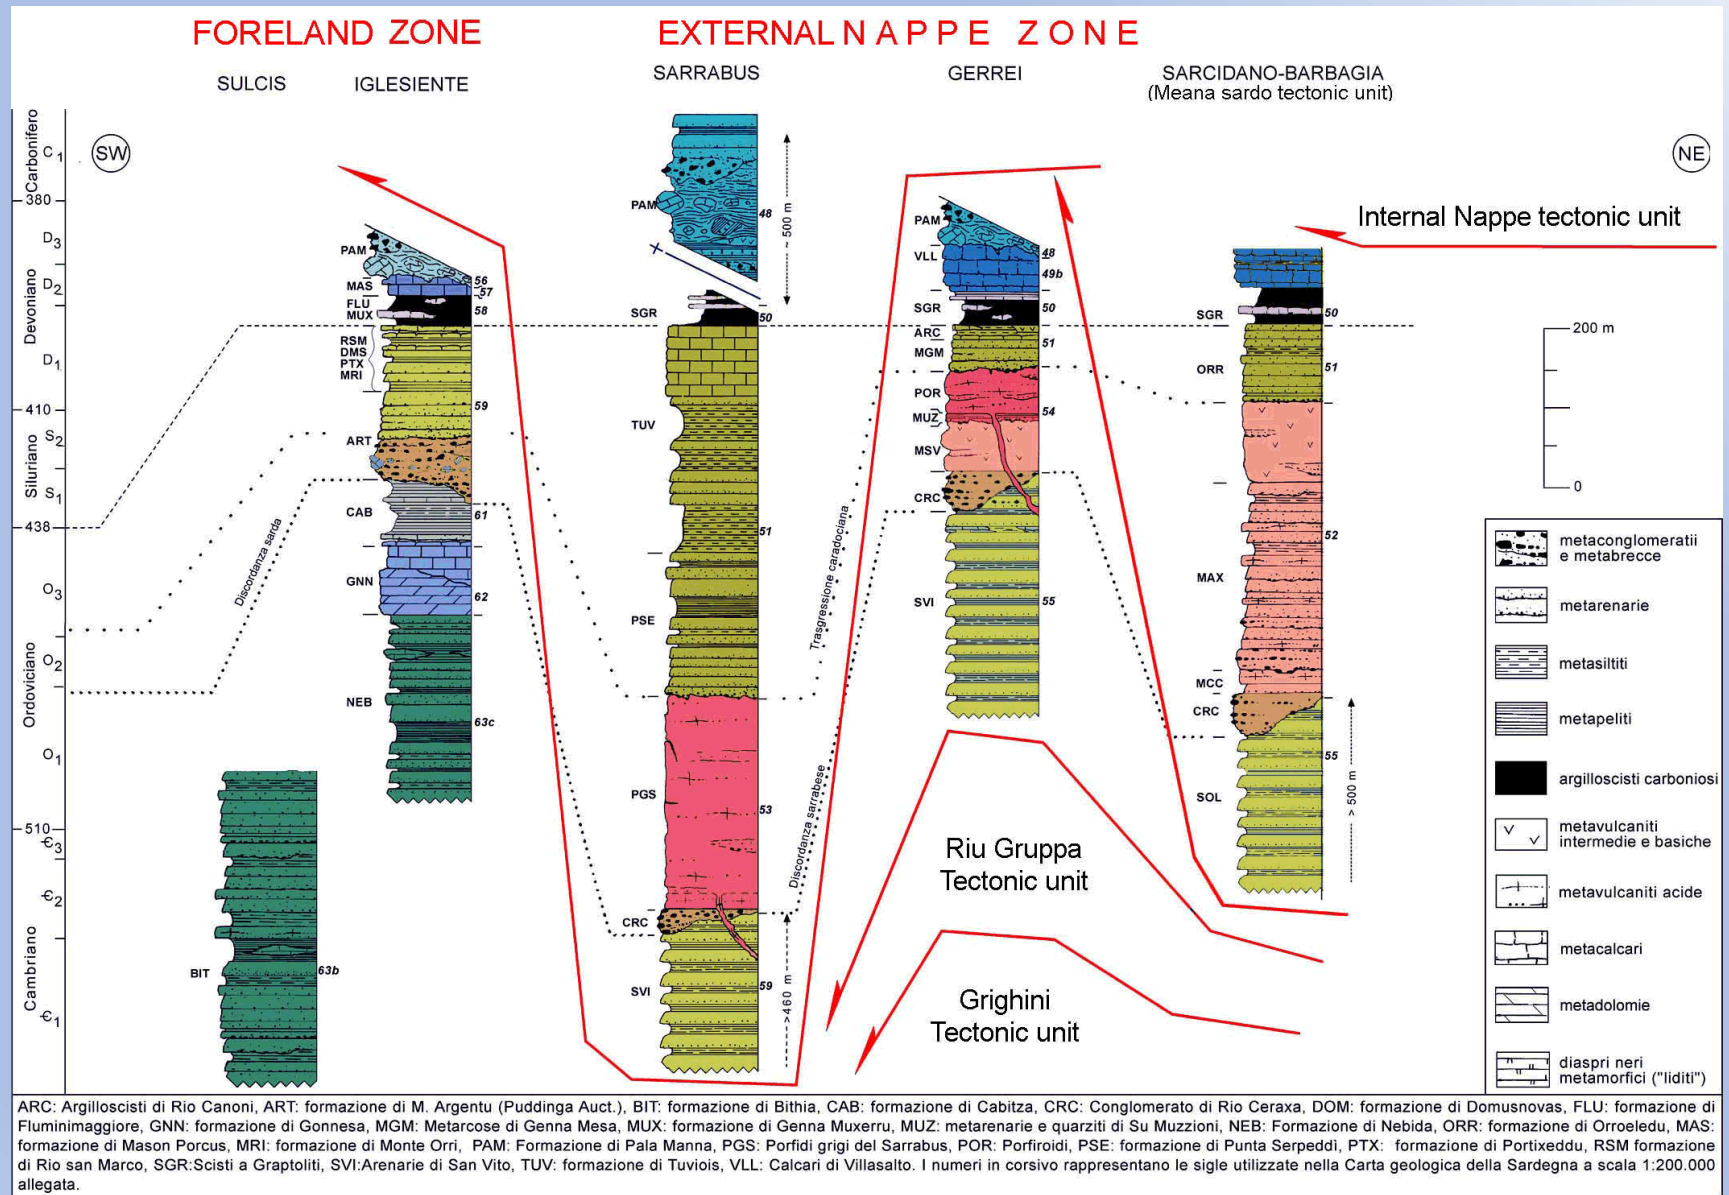 FORELAND ZONE
EXTERNAL NAPPE ZONE
SULCIS
IGLESIENTE
SARRABUS
GERREI
SARCIDANO-BARBAGIA
(Meana sardo tectonic unit)
SW
NE
Internal Nappe tectonic unit
Carbonifero
C1
380
Devoniano
D3
D2
D1
410
Siluriano
S2
S1
438
Ordoviciano
O3
O2
O1
510
Cambriano
Є3
Є2
Є1
BIT
63b
PAM
MAS
FLU
MUX
RSM
DMS
PTX
MRI
ART
CAB
GNN
NEB
56
57
58
59
61
62
63c
Discordanza sarda
PAM
48
~ 500 m
SGR
50
TUV
51
PSE
PGS
53
CRC
SVI
59
>460 m
Trasgressione caradociana
Discordanza sarrabese
PAM
VLL
SGR
ARC
MGM
POR
MUZ
MSV
CRC
SVI
48
49b
50
51
54
55
SGR
ORR
MAX
MCC
CRC
SOL
50
51
52
55
> 500 m
Riu Gruppa
Tectonic unit
Grighini
Tectonic unit
200 m
0
metaconglomeratii
e metabrecce
metarenarie
metasiltiti
metapeliti
argilloscisti carboniosi
metavulcaniti
intermedie e basiche
metavulcaniti acide
metacalcari
metadolomie
diaspri neri
metamorfici ("liditi")
ARC: Argilloscisti di Rio Canoni, ART: formazione di M. Argentu (Puddinga Auct.), BIT: formazione di Bithia, CAB: formazione di Cabitza, CRC: Conglomerato di Rio Ceraxa, DOM: formazione di Domusnovas, FLU: formazione di
Fluminimaggiore, GNN: formazione di Gonnesa, MGM: Metarcose di Genna Mesa, MUX: formazione di Genna Muxerru, MUZ: metarenarie e quarziti di Su Muzzioni, NEB: Formazione di Nebida, ORR: formazione di Orroeledu, MAS:
formazione di Mason Porcus, MRI: formazione di Monte Orri, PAM: Formazione di Pala Manna, PGS: Porfidi grigi del Sarrabus, POR: Porfiroidi, PSE: formazione di Punta Serpeddì, PTX: formazione di Portixeddu, RSM formazione
di Rio san Marco, SGR:Scisti a Graptoliti, SVI:Arenarie di San Vito, TUV: formazione di Tuviois, VLL: Calcari di Villasalto. I numeri in corsivo rappresentano le sigle utilizzate nella Carta geologica della Sardegna a scala 1:200.000
allegata.